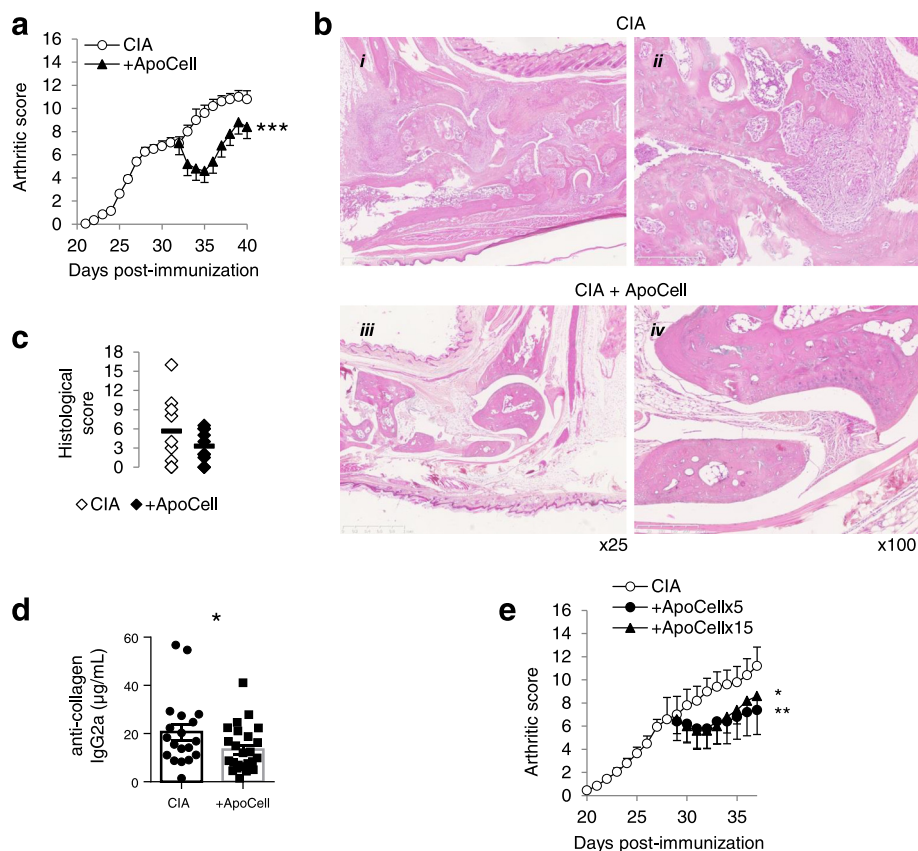 a
CIA
+ApoCell
16
14
12
10
8
6
4
2
0
Arthritic score
***
20 25 30 35 40
Days post-immunization
b
CIA
i
ii
CIA + ApoCell
iii
iv
x25
x100
c
18
15
12
9
6
3
0
Histological
score
CIA +ApoCell
d
*
60
40
20
0
anti-collagen
IgG2a (µg/mL)
CIA +ApoCell
e
CIA
+ApoCellx5
+ApoCellx15
16
14
12
10
8
6
4
2
0
Arthritic score
*
**
20 25 30 35
Days post-immunization